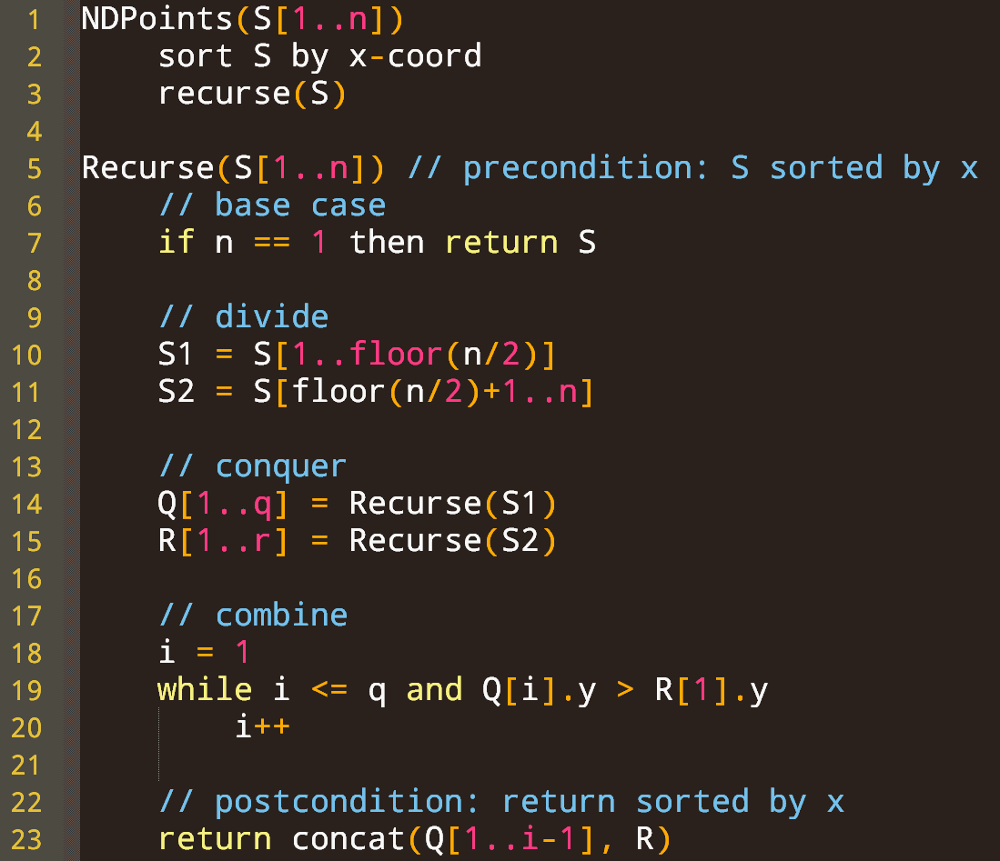 1 NDPoints(S[1..n])
2     sort S by x-coord
3     recurse(S)
4
5 Recurse(S[1..n]) // precondition: S sorted by x
6     // base case
7     if n == 1 then return S
8
9     // divide
10     S1 = S[1..floor(n/2)]
11     S2 = S[floor(n/2)+1..n]
12
13     // conquer
14     Q[1..q] = Recurse(S1)
15     R[1..r] = Recurse(S2)
16
17     // combine
18     i = 1
19     while i <= q and Q[i].y > R[1].y
20         i++
21
22     // postcondition: return sorted by x
23     return concat(Q[1..i-1], R)